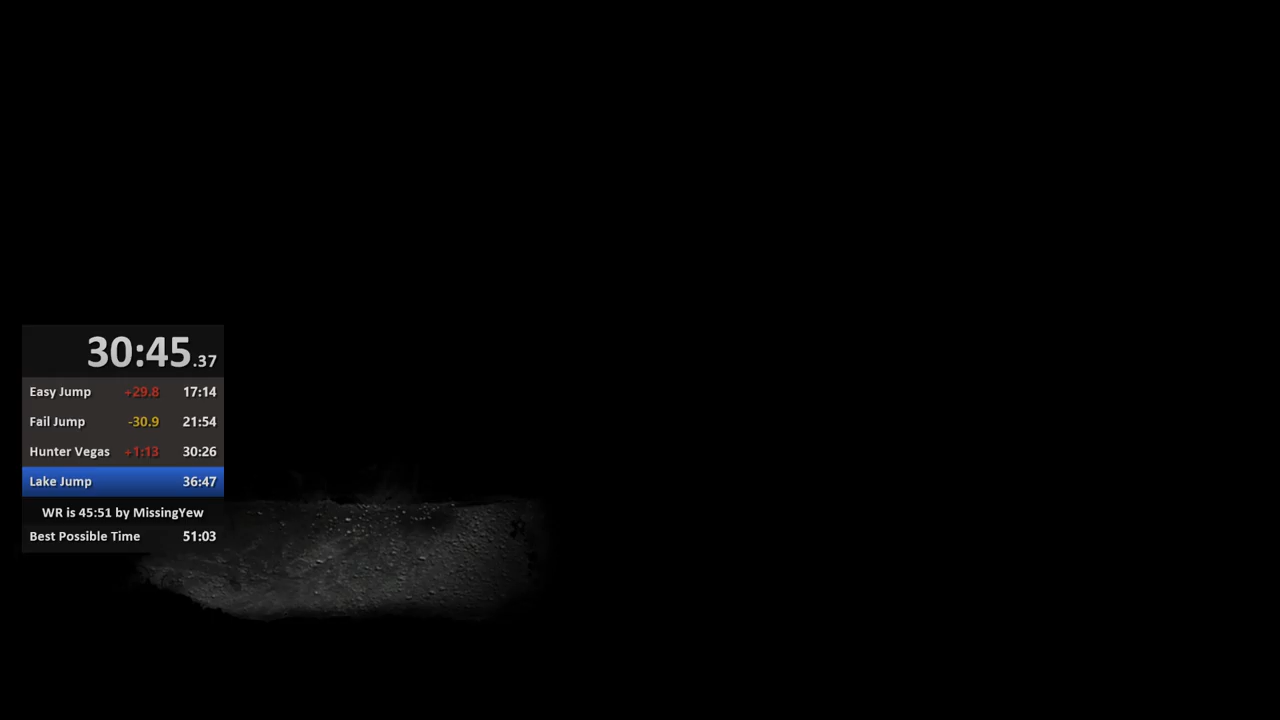 30:45.37
Easy Jump +29.8 17:14
Fail Jump -30.9 21:54
Hunter Vegas +1:13 30:26
Lake Jump 36:47
WR is 45:51 by MissingYew
Best Possible Time 51:03